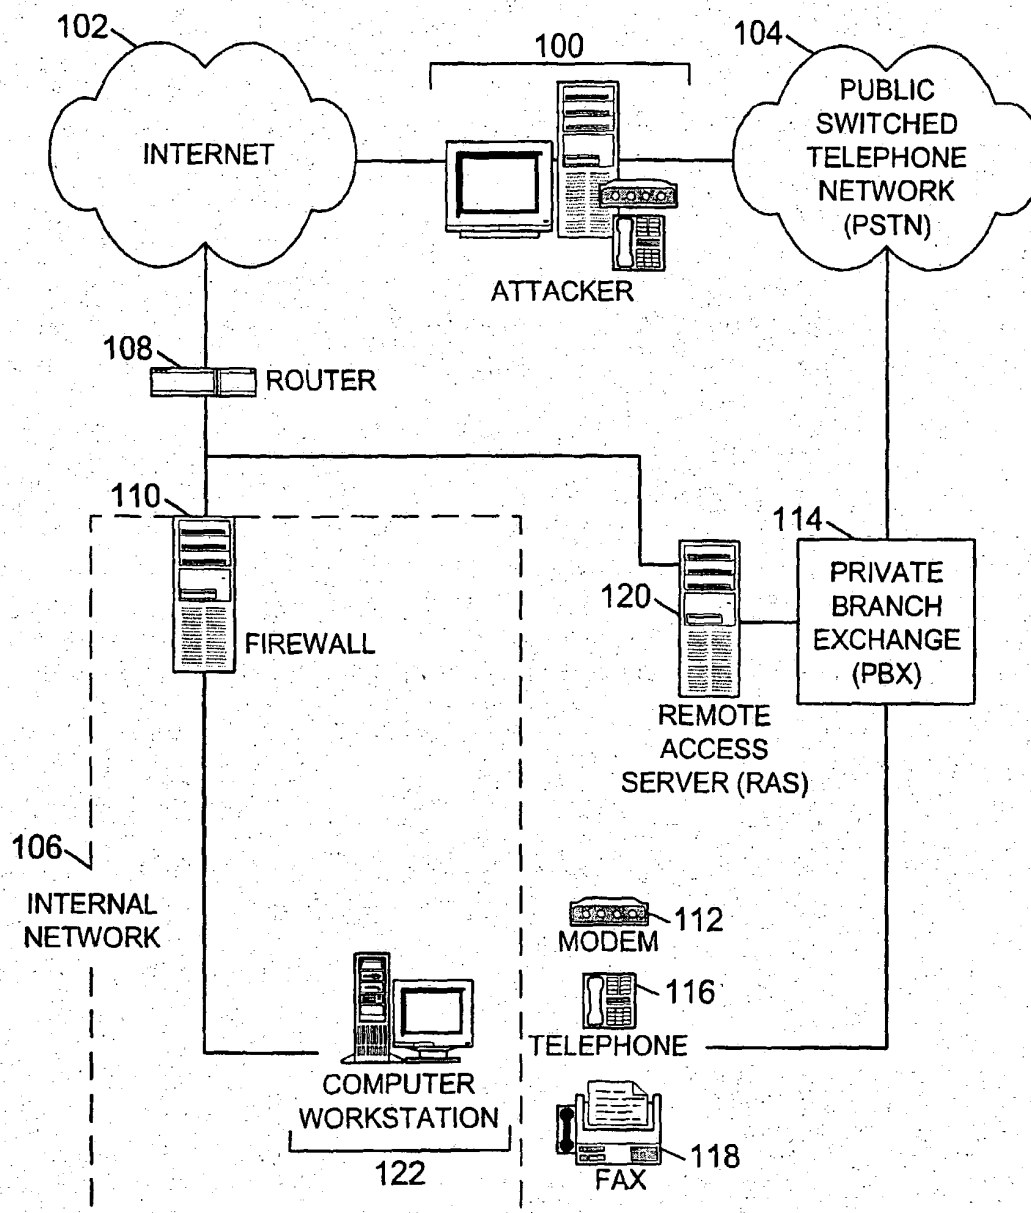 102
INTERNET
100
ATTACKER
104
PUBLIC
SWITCHED
TELEPHONE
NETWORK
(PSTN)
108
ROUTER
110
FIREWALL
114
PRIVATE
BRANCH
EXCHANGE
(PBX)
120
REMOTE
ACCESS
SERVER (RAS)
106
INTERNAL
NETWORK
112
MODEM
116
TELEPHONE
COMPUTER
WORKSTATION
122
118
FAX